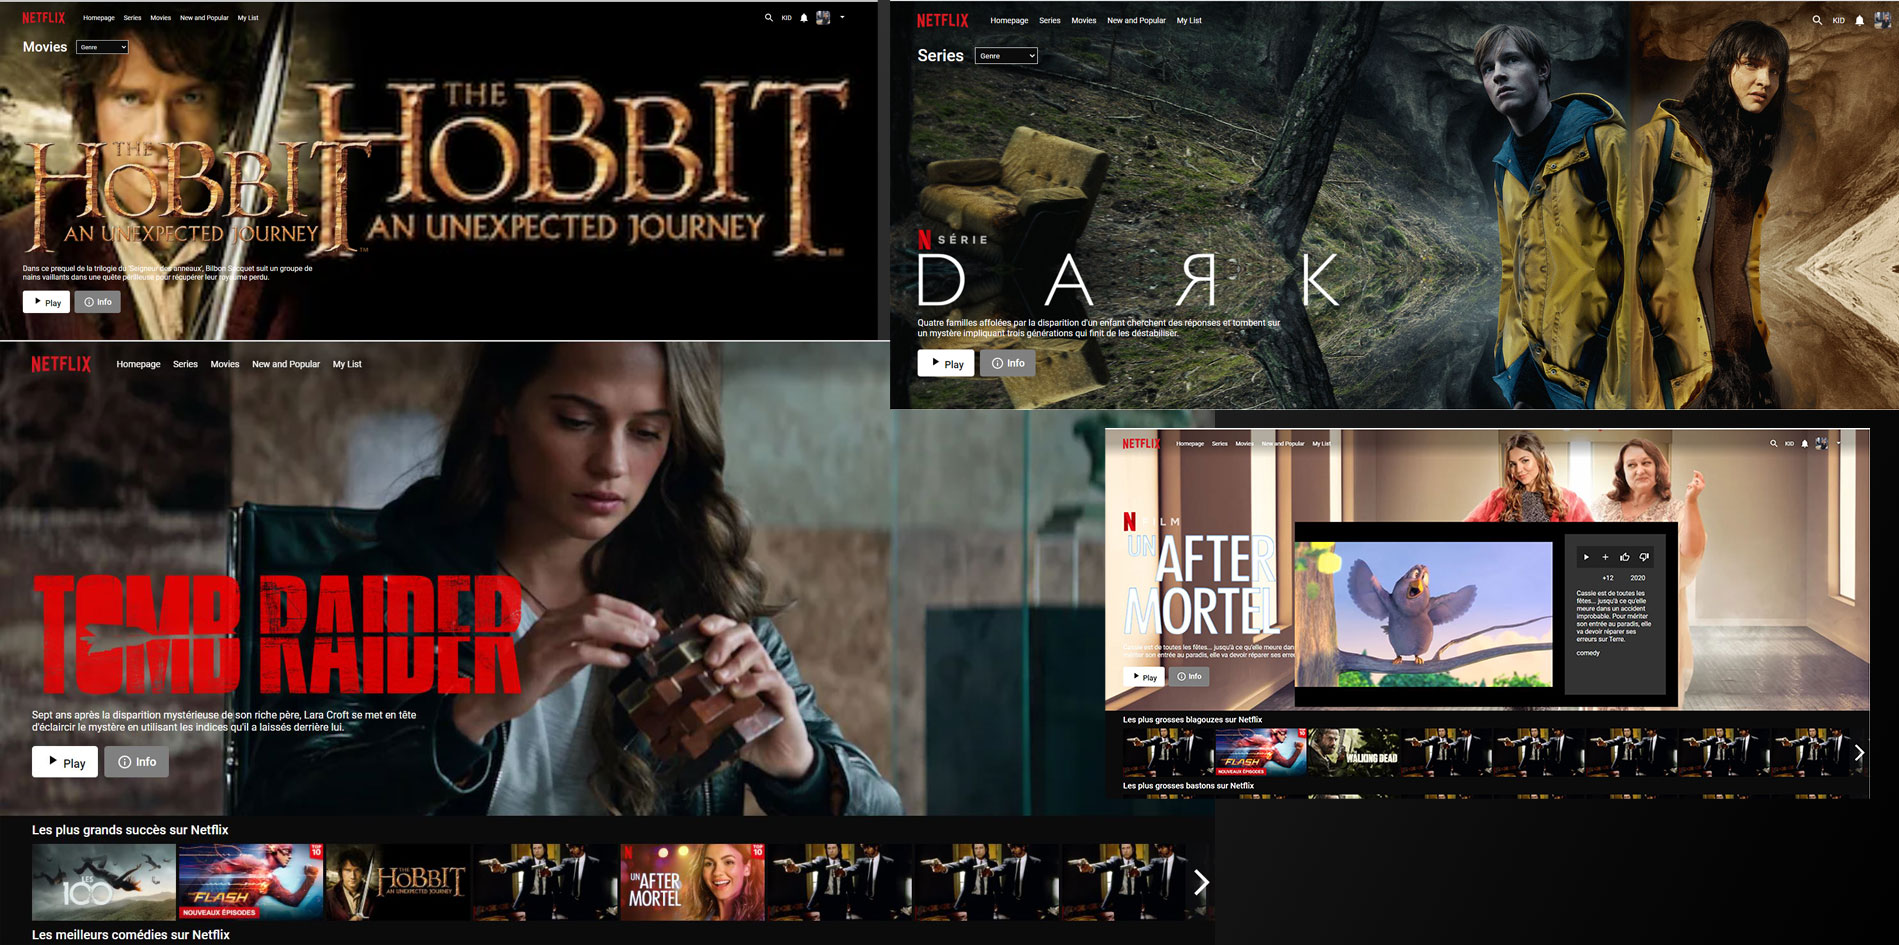 NETFLIX Homepage Series Movies New and Popular My List KID
Movies Genre
THE
HOBBIT
AN UNEXPECTED JOURNEY
THE
HOBBIT
AN UNEXPECTED JOURNEY
TM
Dans ce prequel de la trilogie du 'Seigneur des anneaux', Bilbon Sacquet suit un groupe de
nains vaillants dans une quête périlleuse pour récupérer leur royaume perdu.
Play Info
NETFLIX Homepage Series Movies New and Popular My List KID
Series Genre
N SÉRIE
DARK
Quatre familles affolées par la disparition d'un enfant cherchent des réponses et tombent sur
un mystère impliquant trois générations qui finit de les déstabiliser.
Play Info
NETFLIX Homepage Series Movies New and Popular My List
TOMB RAIDER
Sept ans après la disparition mystérieuse de son riche père, Lara Croft se met en tête
d'éclaircir le mystère en utilisant les indices qu'il a laissés derrière lui.
Play Info
Les plus grands succès sur Netflix
LES
100
FLASH
NOUVEAUX ÉPISODES
TOP
10
THE
HOBBIT
AN UNEXPECTED JOURNEY
N
UN
AFTER
MORTEL
TOP
10
Les meilleurs comédies sur Netflix
NETFLIX Homepage Series Movies New and Popular My List KID
N FILM
UN
AFTER
MORTEL
Cassie est de toutes les fêtes... jusqu'à ce qu'elle meure dans
mériter son entrée au paradis, elle va devoir réparer ses
Play Info
+12 2020
Cassie est de toutes les
fêtes... jusqu'à ce qu'elle
meure dans un accident
improbable. Pour mériter
son entrée au paradis, elle
va devoir réparer ses
erreurs sur Terre.
comedy
Les plus grosses blagouzes sur Netflix
FLASH
NOUVEAUX ÉPISODES
WALKING DEAD
Les plus grosses bastons sur Netflix